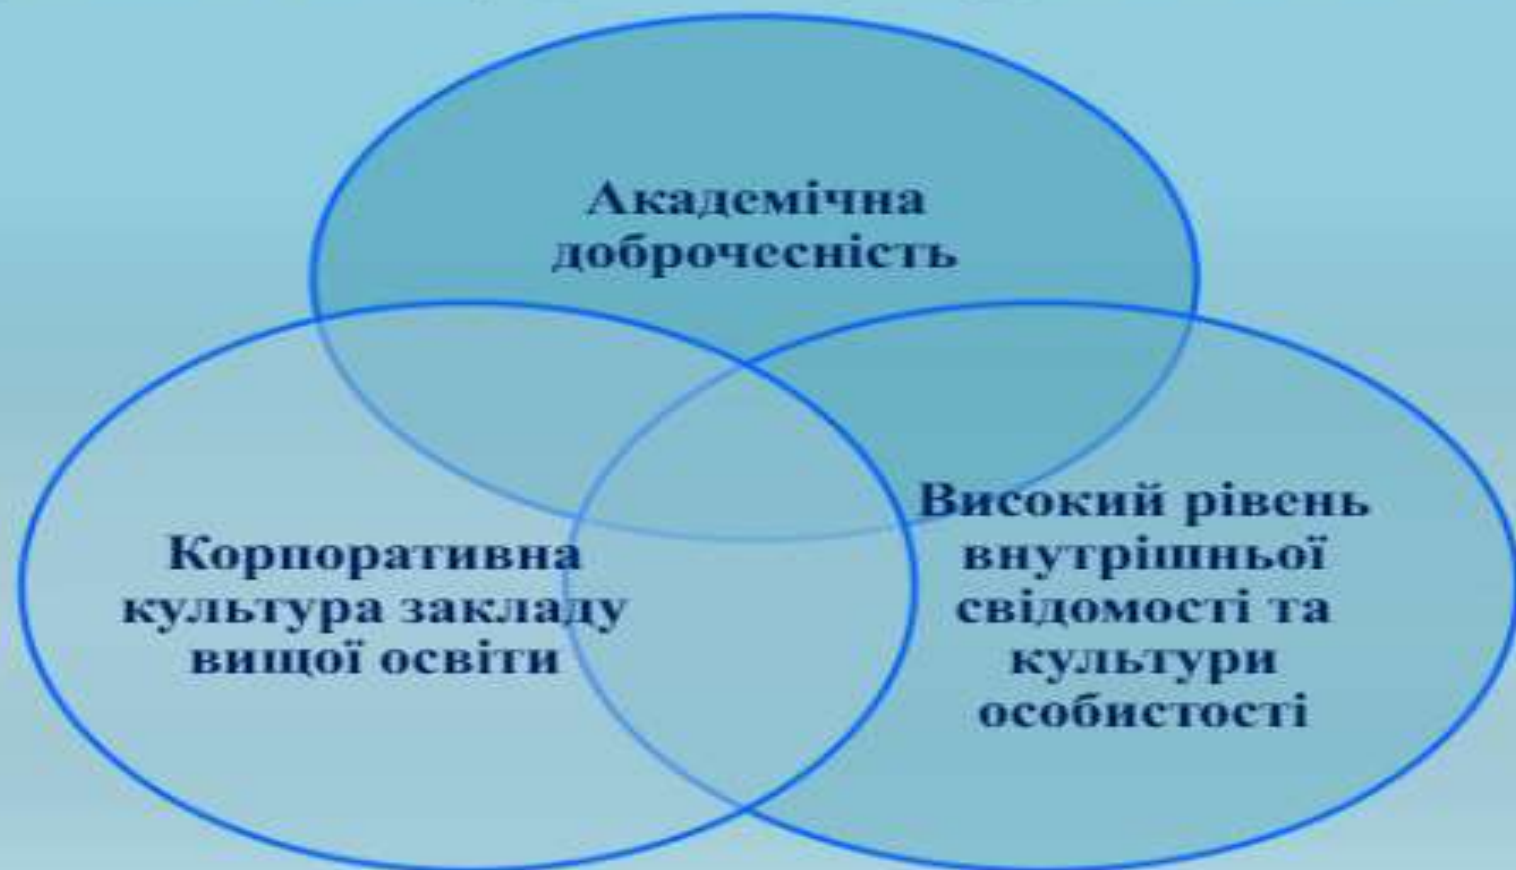 Академічна
доброчесність
Корпоративна
культура закладу
вищої освіти
Високий рівень
внутрішньої
свідомості та
культури
особистості